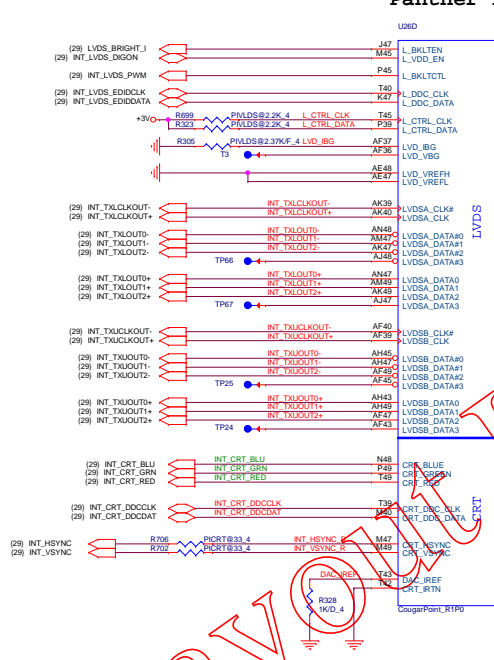 Panther
U26D
(29) LVDS_BRIGHT_I J47 L_BKLTEN
(29) INT_LVDS_DIGON M45 L_VDD_EN
(29) INT_LVDS_PWM P45 L_BKLTCTL
(29) INT_LVDS_EDIDCLK T40 L_DDC_CLK
(29) INT_LVDS_EDIDDATA K47 L_DDC_DATA
+3V R699 PIVLDS@2.2K_4 L_CTRL_CLK T45 L_CTRL_CLK
R323 PIVLDS@2.2K_4 L_CTRL_DATA P39 L_CTRL_DATA
R305 PIVLDS@2.37K/F_4 LVD_IBG AF37 LVD_IBG
T3 AF36 LVD_VBG
AE48 LVD_VREFH
AE47 LVD_VREFL
LVDS
(29) INT_TXLCLKOUT- INT_TXLCLKOUT- AK39 LVDSA_CLK#
(29) INT_TXLCLKOUT+ INT_TXLCLKOUT+ AK40 LVDSA_CLK
(29) INT_TXLOUT0- INT_TXLOUT0- AN48 LVDSA_DATA#0
(29) INT_TXLOUT1- INT_TXLOUT1- AM47 LVDSA_DATA#1
(29) INT_TXLOUT2- INT_TXLOUT2- AK47 LVDSA_DATA#2
TP66 AJ48 LVDSA_DATA#3
(29) INT_TXLOUT0+ INT_TXLOUT0+ AN47 LVDSA_DATA0
(29) INT_TXLOUT1+ INT_TXLOUT1+ AM49 LVDSA_DATA1
(29) INT_TXLOUT2+ INT_TXLOUT2+ AK49 LVDSA_DATA2
TP67 AJ47 LVDSA_DATA3
(29) INT_TXUCLKOUT- INT_TXUCLKOUT- AF40 LVDSB_CLK#
(29) INT_TXUCLKOUT+ INT_TXUCLKOUT+ AF39 LVDSB_CLK
(29) INT_TXUOUT0- INT_TXUOUT0- AH45 LVDSB_DATA#0
(29) INT_TXUOUT1- INT_TXUOUT1- AH47 LVDSB_DATA#1
(29) INT_TXUOUT2- INT_TXUOUT2- AF49 LVDSB_DATA#2
TP25 AF45 LVDSB_DATA#3
(29) INT_TXUOUT0+ INT_TXUOUT0+ AH43 LVDSB_DATA0
(29) INT_TXUOUT1+ INT_TXUOUT1+ AH49 LVDSB_DATA1
(29) INT_TXUOUT2+ INT_TXUOUT2+ AF47 LVDSB_DATA2
TP24 AF43 LVDSB_DATA3
(29) INT_CRT_BLU INT_CRT_BLU N48 CRT_BLUE
(29) INT_CRT_GRN INT_CRT_GRN P49 CRT_GREEN
(29) INT_CRT_RED INT_CRT_RED T49 CRT_RED
CRT
(29) INT_CRT_DDCCLK INT_CRT_DDCCLK T39 CRT_DDC_CLK
(29) INT_CRT_DDCDAT INT_CRT_DDCDAT M40 CRT_DDC_DATA
(29) INT_HSYNC R706 PICRT@33_4 INT_HSYNC_R M47 CRT_HSYNC
(29) INT_VSYNC R702 PICRT@33_4 INT_VSYNC_R M49 CRT_VSYNC
DAC_IREF T43 DAC_IREF
T42 CRT_IRTN
R328
1K/D_4
CougarPoint_R1P0